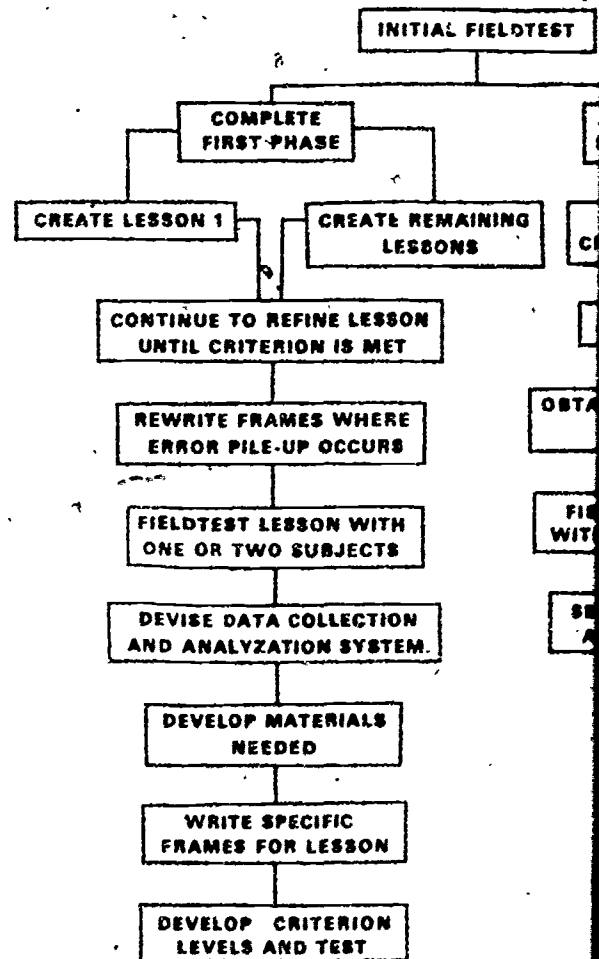 INITIAL FIELDTEST
COMPLETE
FIRST PHASE
CREATE LESSON 1
CREATE REMAINING
LESSONS
CONTINUE TO REFINE LESSON
UNTIL CRITERION IS MET
REWRITE FRAMES WHERE
ERROR PILE-UP OCCURS
FIELDTEST LESSON WITH
ONE OR TWO SUBJECTS
DEVISE DATA COLLECTION
AND ANALYZATION SYSTEM.
DEVELOP MATERIALS
NEEDED
WRITE SPECIFIC
FRAMES FOR LESSON
DEVELOP CRITERION
LEVELS AND TEST